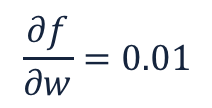 ∂f/∂w = 0.01